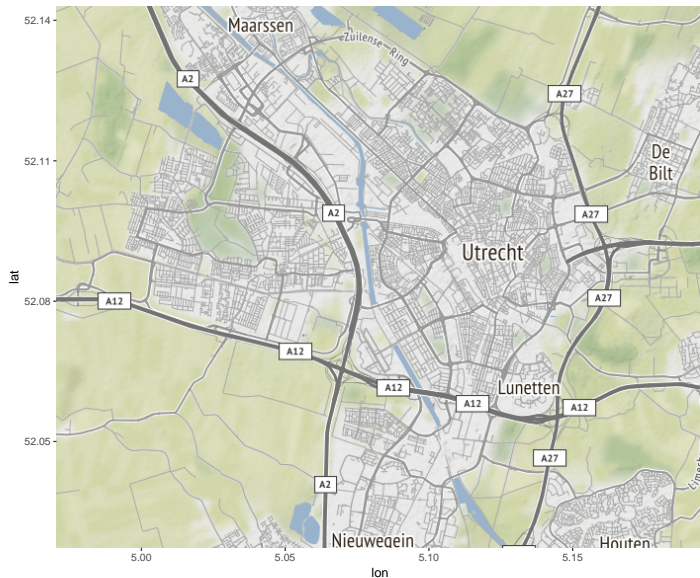 52.14
Maarssen
Zuilense-Ring
A2
A27
52.11
De
Bilt
A2
A27
Utrecht
lat
52.08
A12
A27
A12
A12
Lunetten
A12
A12
52.05
A27
A2
Nieuwegein
Houten
5.00
5.05
5.10
5.15
lon